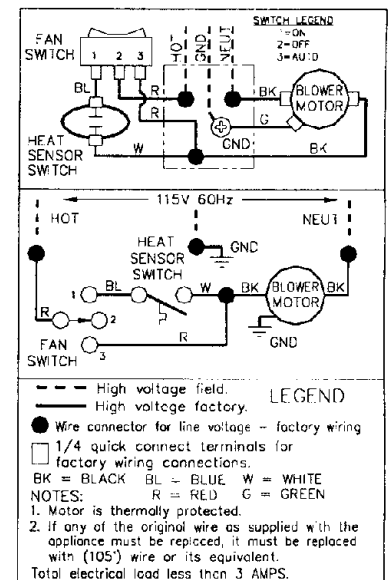 SWITCH LEGEND
1=ON
2=OFF
3=AUTO
FAN
SWITCH
1 2 3
HOT
GND
NEUT
BL
R
R
BK
BLOWER
MOTOR
G
GND
HEAT
SENSOR
SWITCH
W
BK
115V 60Hz
HOT
NEUT
HEAT
SENSOR
SWITCH
GND
1
BL
W
BK
BLOWER
MOTOR
BK
R
2
R
GND
FAN
SWITCH
3
LEGEND
High voltage field.
High voltage factory.
Wire connector for line voltage - factory wiring
1/4 quick connect terminals for
factory wiring connections.
BK = BLACK BL = BLUE W = WHITE
NOTES: R = RED G = GREEN
1. Motor is thermally protected.
2. If any of the original wire as supplied with the
appliance must be replaced, it must be replaced
with (105°) wire or its equivalent.
Total electrical load less than 3 AMPS.